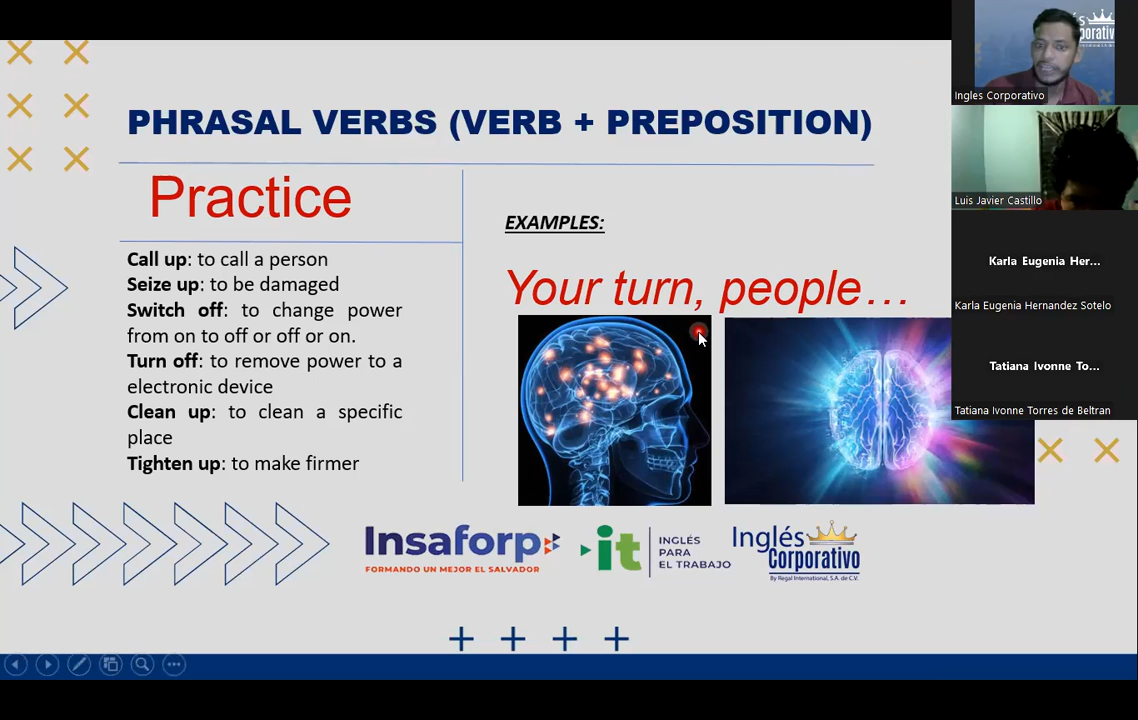 PHRASAL VERBS (VERB + PREPOSITION)
Practice
Call up: to call a person
Seize up: to be damaged
Switch off: to change power
from on to off or off or on.
Turn off: to remove power to a
electronic device
Clean up: to clean a specific
place
Tighten up: to make firmer
EXAMPLES:
Your turn, people…
Insaforp
FORMANDO UN MEJOR EL SALVADOR
it
INGLÉS
PARA
EL TRABAJO
Inglés
Corporativo
By Regal International, S.A. de C.V.
Ingles Corporativo
Luis Javier Castillo
Karla Eugenia Her...
Karla Eugenia Hernandez Sotelo
Tatiana Ivonne To...
Tatiana Ivonne Torres de Beltran